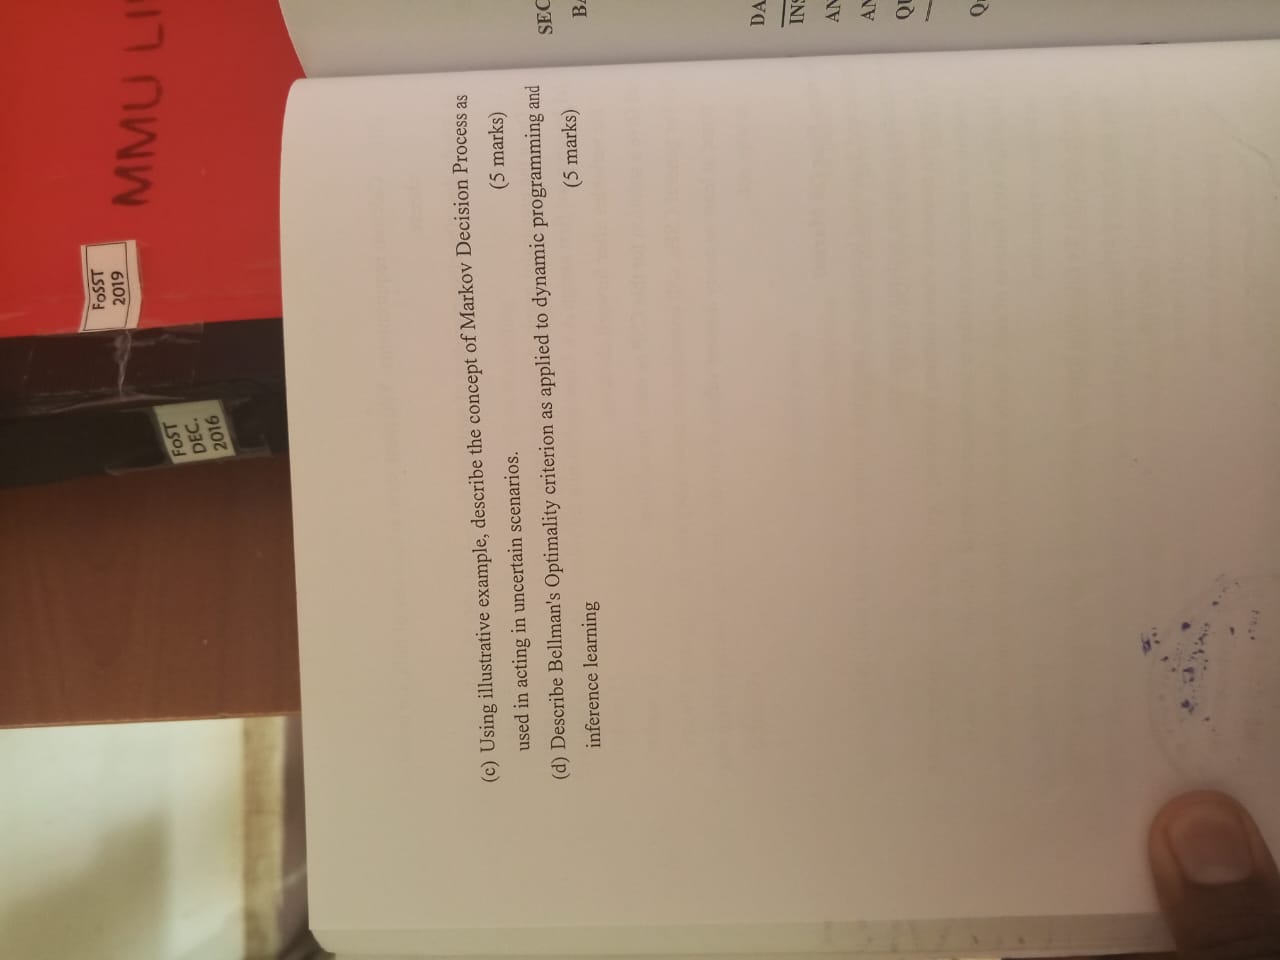 FoSST
2019
MMU LI
FoST
DEC.
2016
(c) Using illustrative example, describe the concept of Markov Decision Process as
used in acting in uncertain scenarios. (5 marks)
(d) Describe Bellman's Optimality criterion as applied to dynamic programming and
inference learning (5 marks)
SEC
BA
DA
INS
AN
AN
QU
Qu